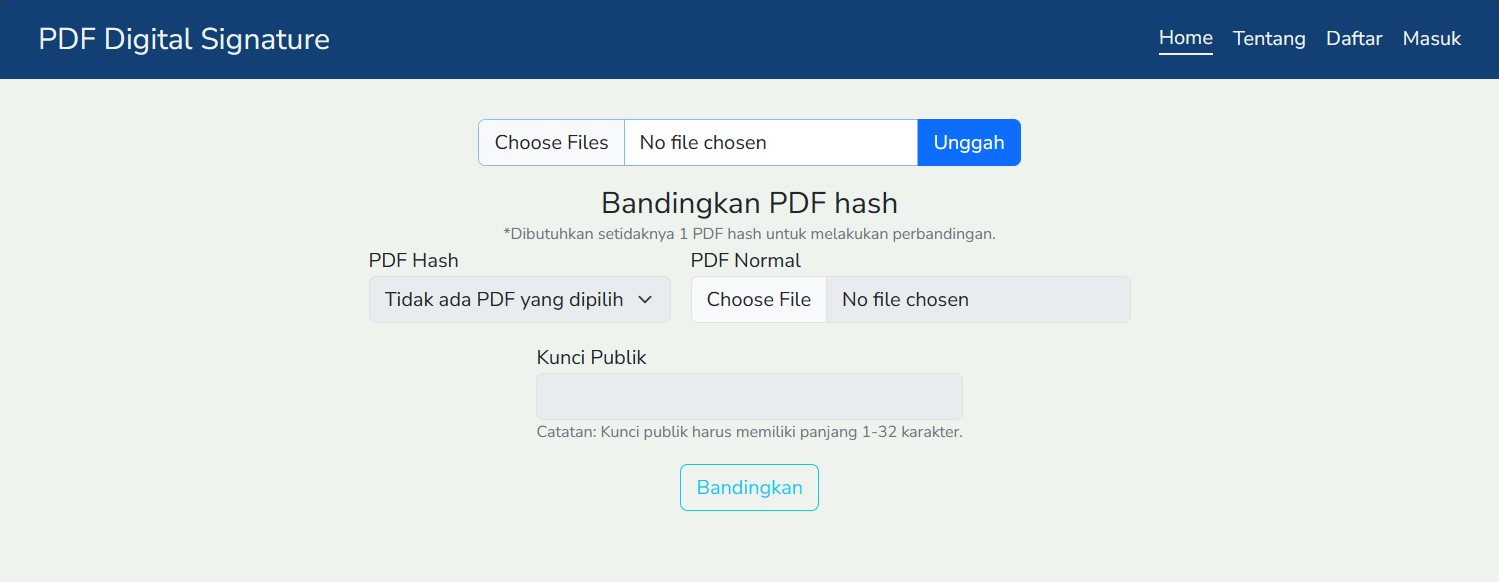 PDF Digital Signature
Home Tentang Daftar Masuk
Choose Files No file chosen Unggah
Bandingkan PDF hash
*Dibutuhkan setidaknya 1 PDF hash untuk melakukan perbandingan.
PDF Hash PDF Normal
Tidak ada PDF yang dipilih Choose File No file chosen
Kunci Publik
Catatan: Kunci publik harus memiliki panjang 1-32 karakter.
Bandingkan